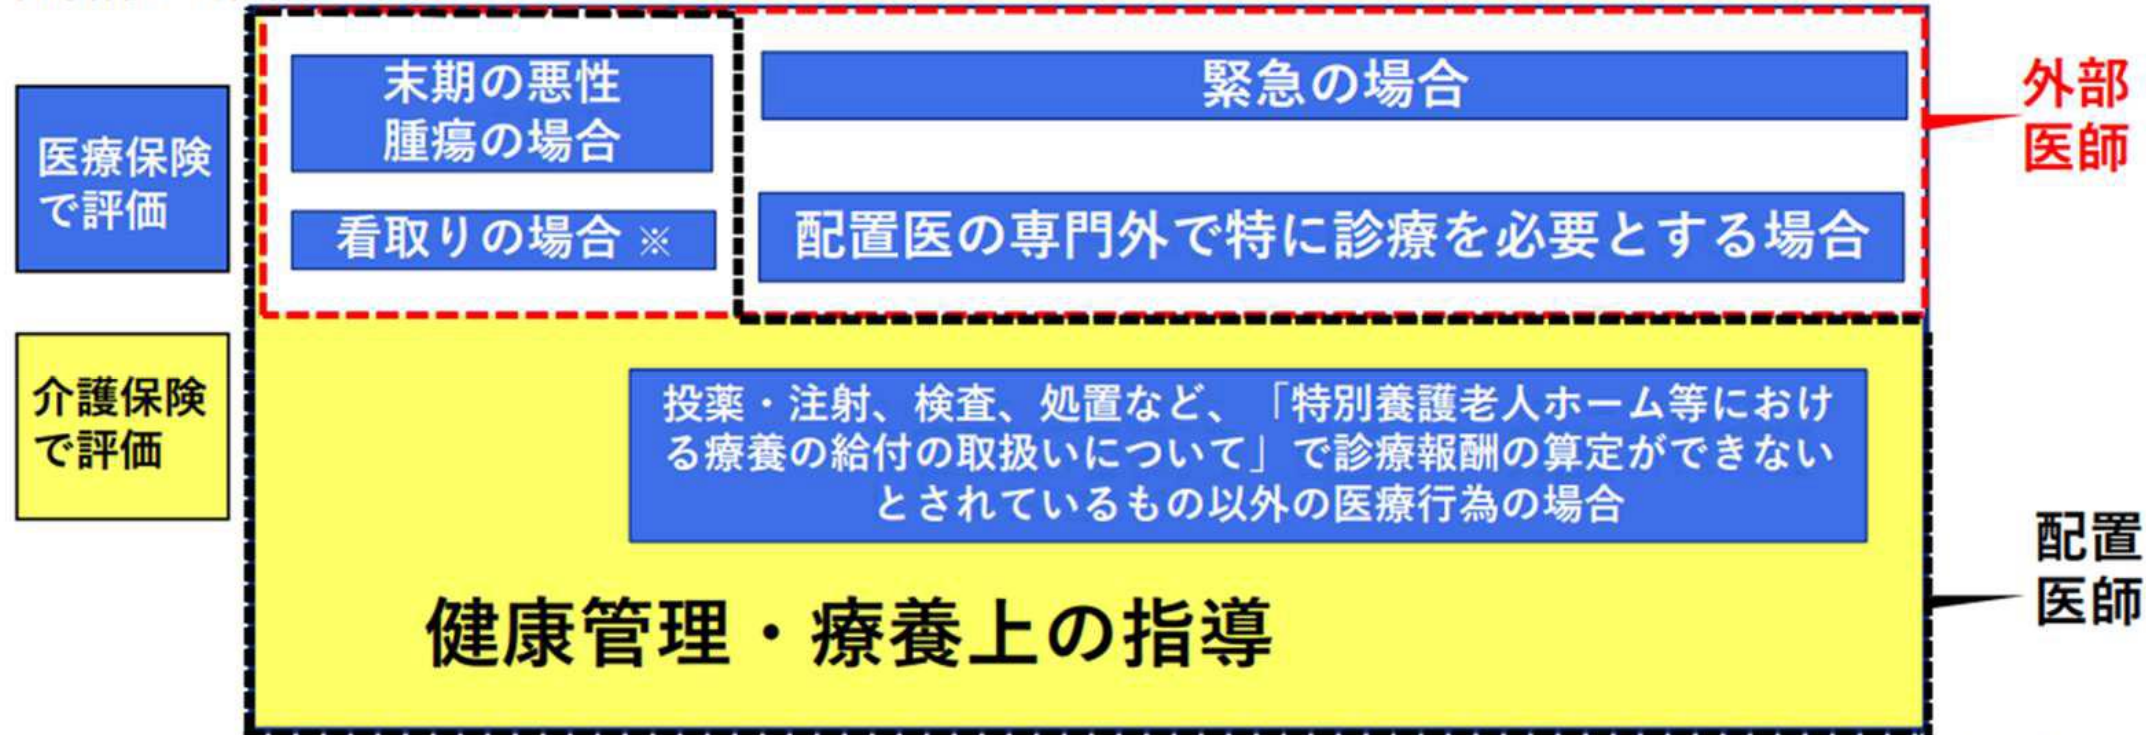 医療保険
で評価
末期の悪性
腫瘍の場合
看取りの場合 ※
緊急の場合
配置医の専門外で特に診療を必要とする場合
外部
医師
介護保険
で評価
投薬・注射、検査、処置など、「特別養護老人ホーム等におけ
る療養の給付の取扱いについて」で診療報酬の算定ができない
とされているもの以外の医療行為の場合
健康管理・療養上の指導
配置
医師